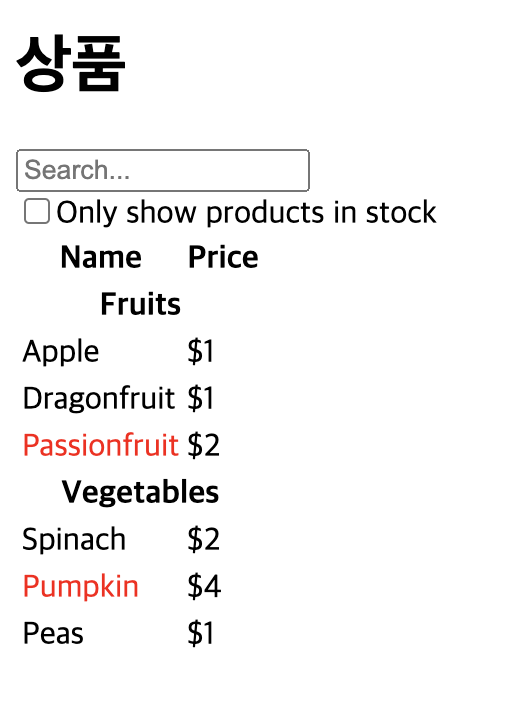 상품
Search...
Only show products in stock
Name Price
Fruits
Apple $1
Dragonfruit $1
Passionfruit $2
Vegetables
Spinach $2
Pumpkin $4
Peas $1